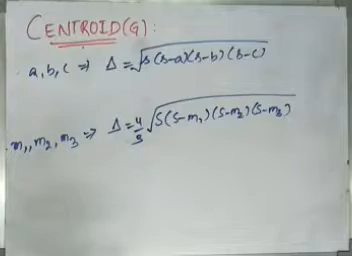 CENTROID(G):
a, b, c ⇒ Δ = √s(s-a)(s-b)(s-c)
m₁, m₂, m₃ ⇒ Δ = 4/3 √S(S-m₁)(S-m₂)(S-m₃)